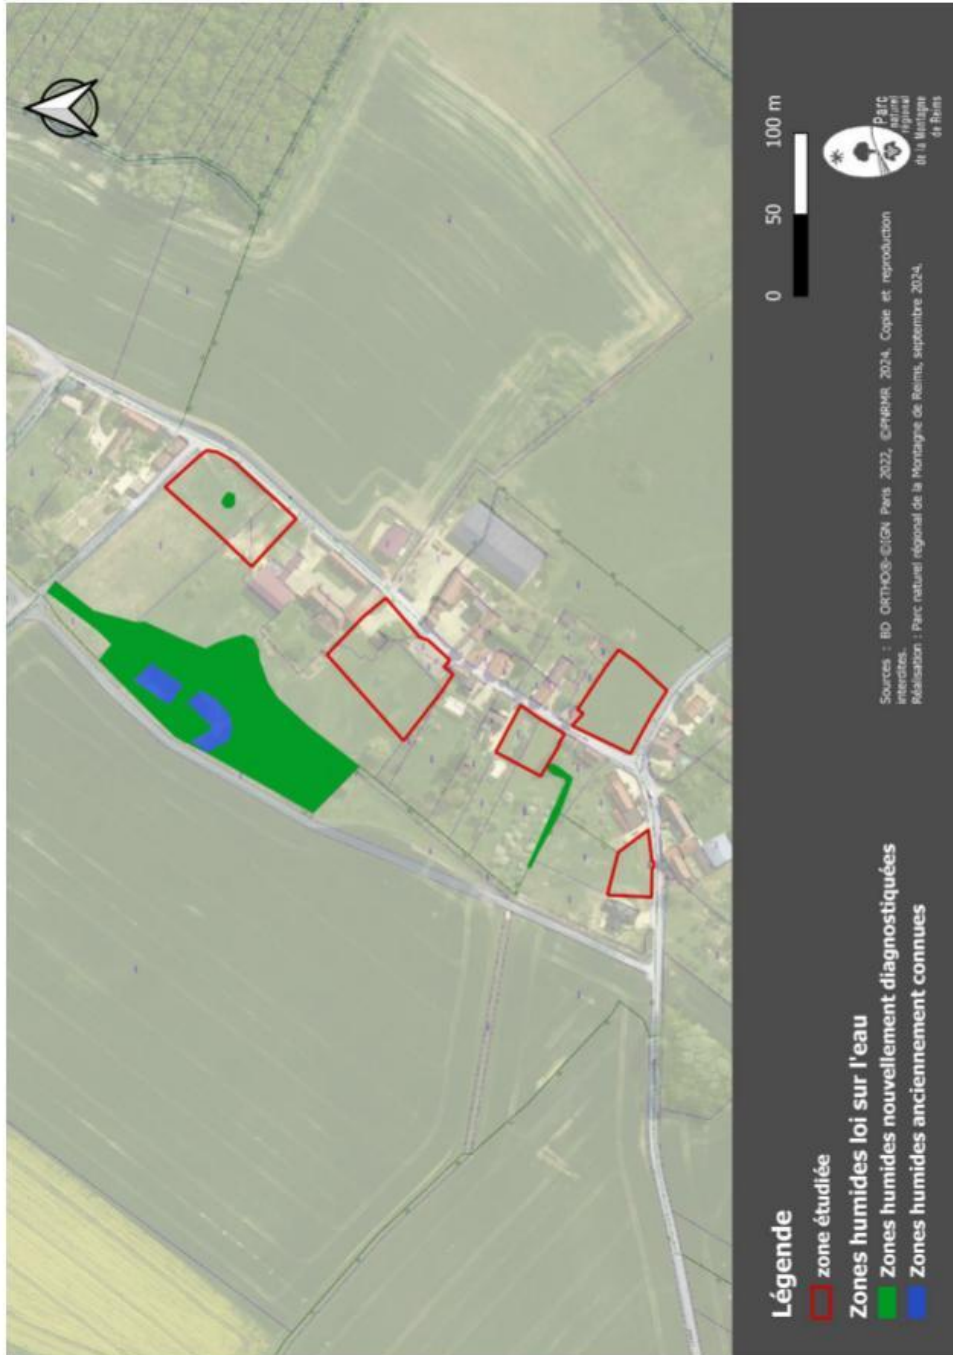 Légende
zone étudiée
Zones humides loi sur l'eau
Zones humides nouvellement diagnostiquées
Zones humides anciennement connues
0 50 100 m
Sources : BD ORTHO®-©IGN Paris 2022, ©PNRMR 2024. Copie et reproduction
interdites.
Réalisation : Parc naturel régional de la Montagne de Reims, septembre 2024.
Parc
naturel
régional
de la Montagne
de Reims